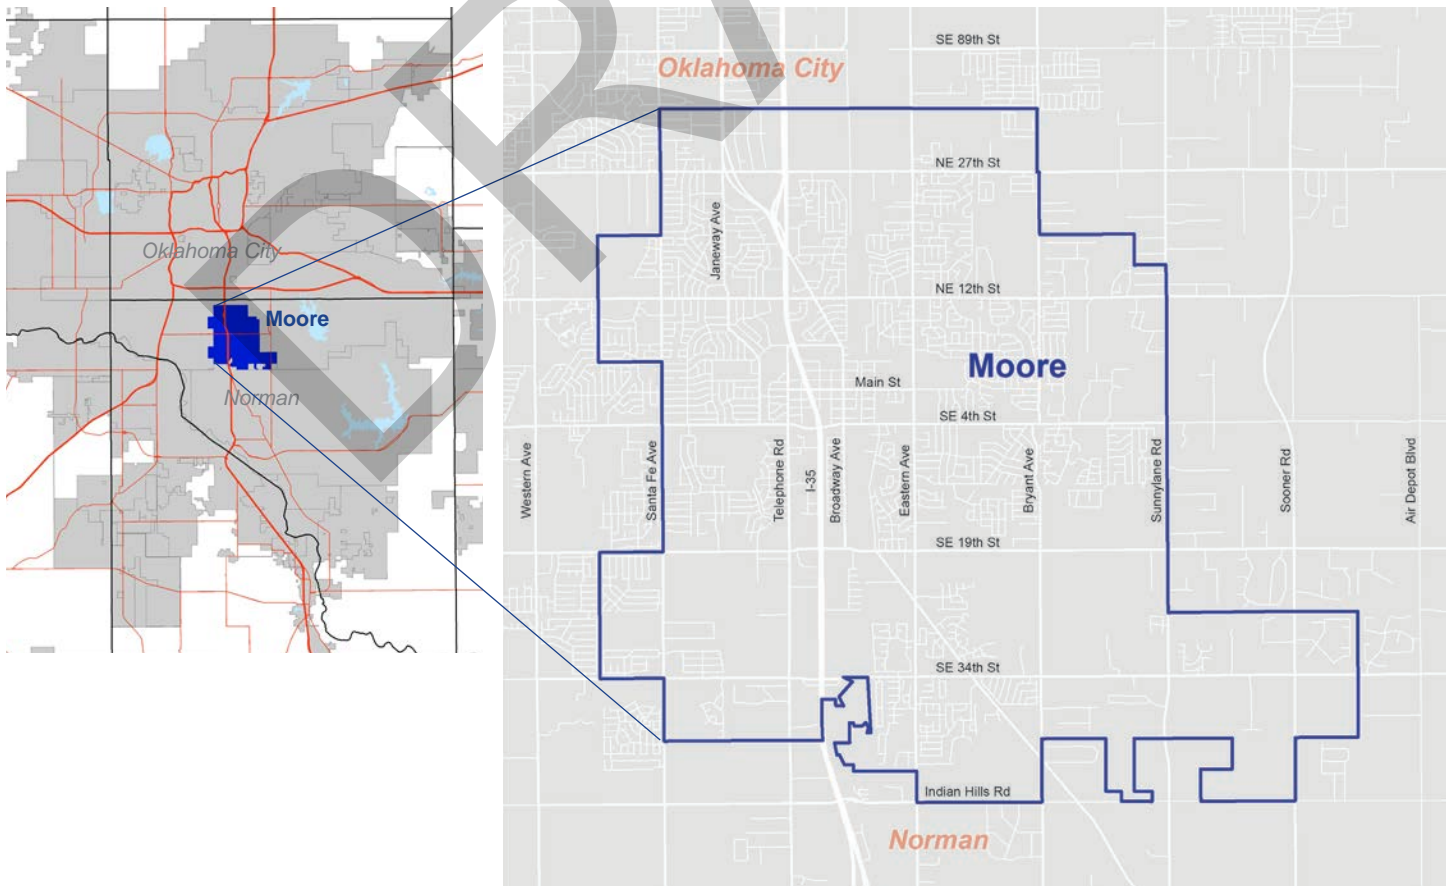 Oklahoma City
Moore
Norman
SE 89th St
Oklahoma City
NE 27th St
Janeway Ave
NE 12th St
Moore
Main St
SE 4th St
Western Ave
Santa Fe Ave
Telephone Rd
I-35
Broadway Ave
Eastern Ave
Bryant Ave
Sunnylane Rd
Sooner Rd
Air Depot Blvd
SE 19th St
SE 34th St
Indian Hills Rd
Norman